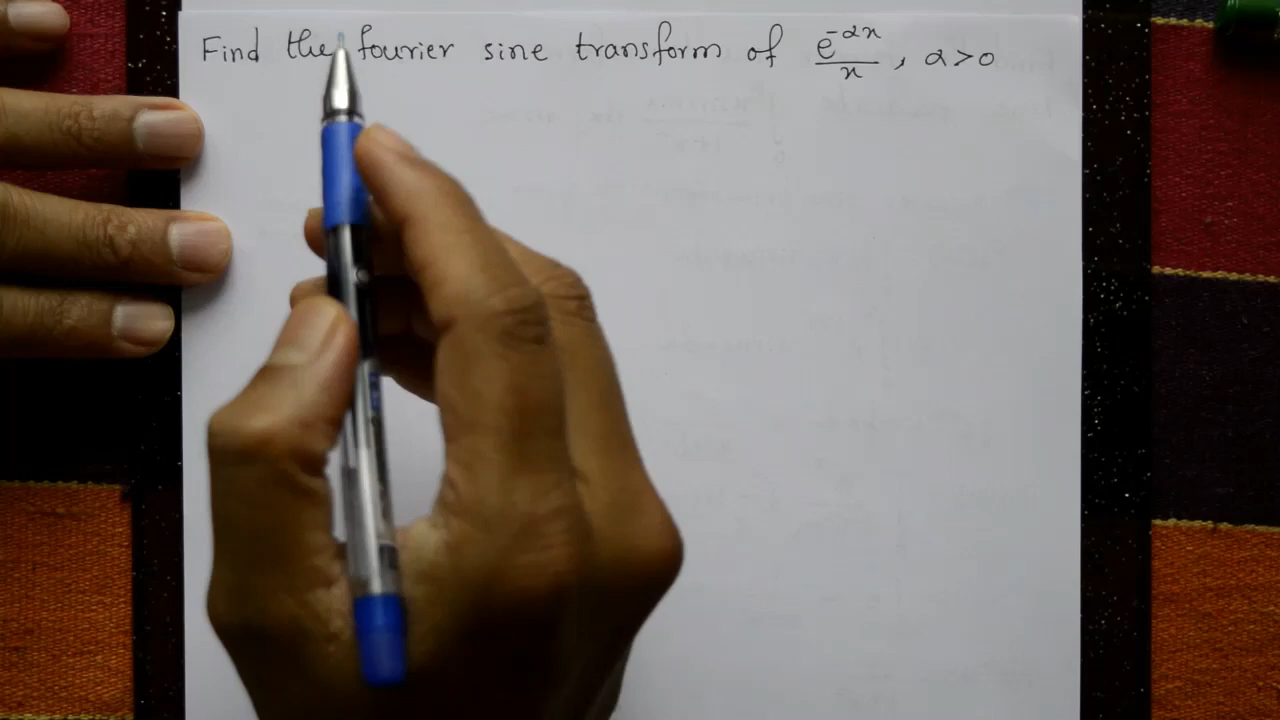 Find the fourier sine transform of e^{-αx}/x, α>0